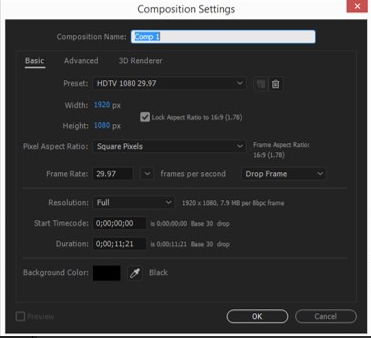 Composition Settings
Composition Name: Comp 1
Basic Advanced 3D Renderer
Preset: HDTV 1080 29.97
Width: 1920 px
Lock Aspect Ratio to 16:9 (1.78)
Height: 1080 px
Pixel Aspect Ratio: Square Pixels Frame Aspect Ratio:
16:9 (1.78)
Frame Rate: 29.97 frames per second Drop Frame
Resolution: Full 1920 x 1080, 7.9 MB per 8bpc frame
Start Timecode: 0;00;00;00 is 0;00;00;00 Base 30 drop
Duration: 0;00;11;21 is 0;00;11;21 Base 30 drop
Background Color: Black
Preview OK Cancel